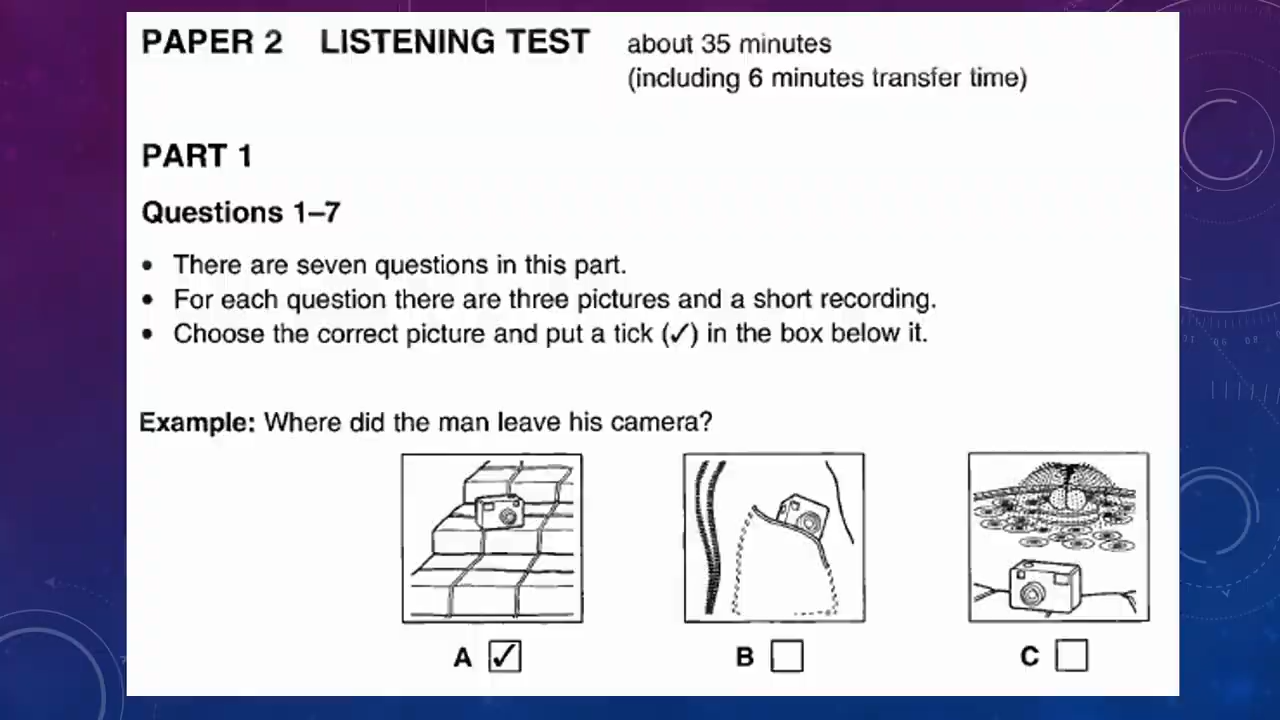 PAPER 2 LISTENING TEST about 35 minutes
(including 6 minutes transfer time)
PART 1
Questions 1–7
• There are seven questions in this part.
• For each question there are three pictures and a short recording.
• Choose the correct picture and put a tick (✓) in the box below it.
Example: Where did the man leave his camera?
A ✓ B C